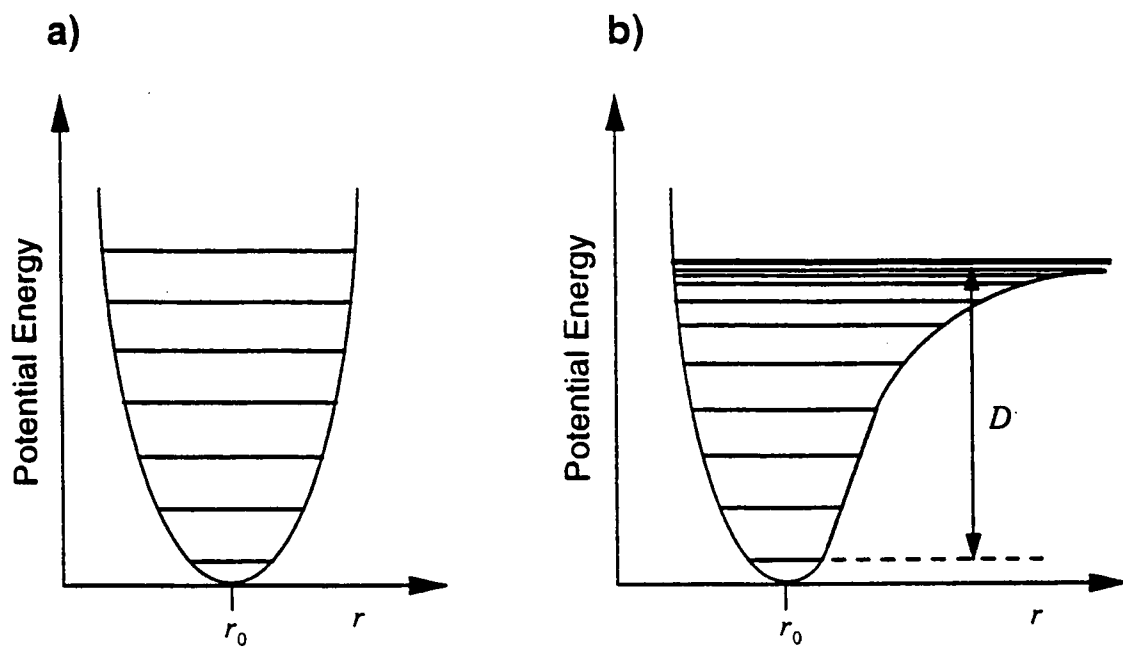 a)
Potential Energy
r₀
r
b)
Potential Energy
D
r₀
r